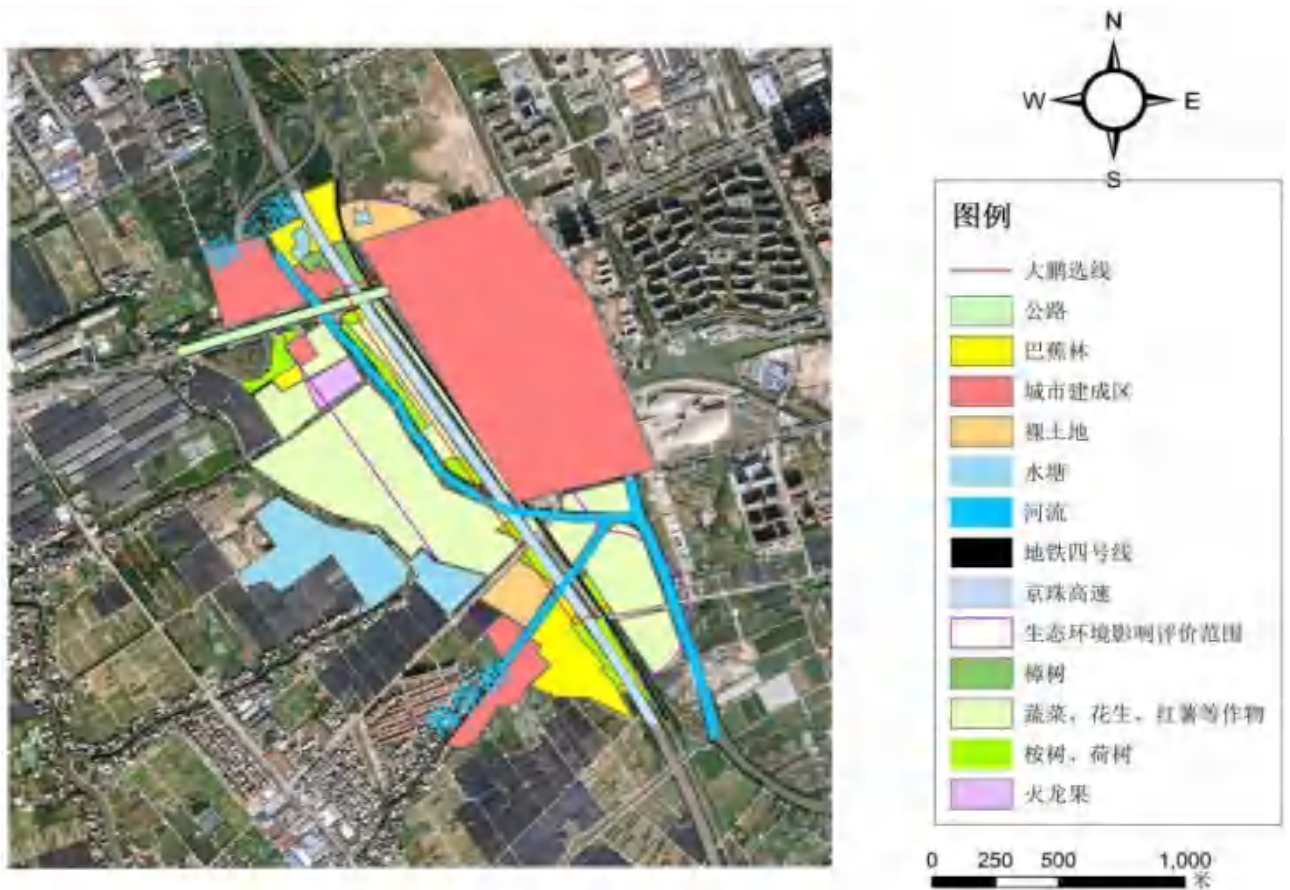 N
W E
S
图例
大鹏选线
公路
巴蕉林
城市建成区
裸土地
水塘
河流
地铁四号线
京珠高速
生态环境影响评价范围
樟树
蔬菜、花生、红薯等作物
桉树、荷树
火龙果
0 250 500 1,000
米